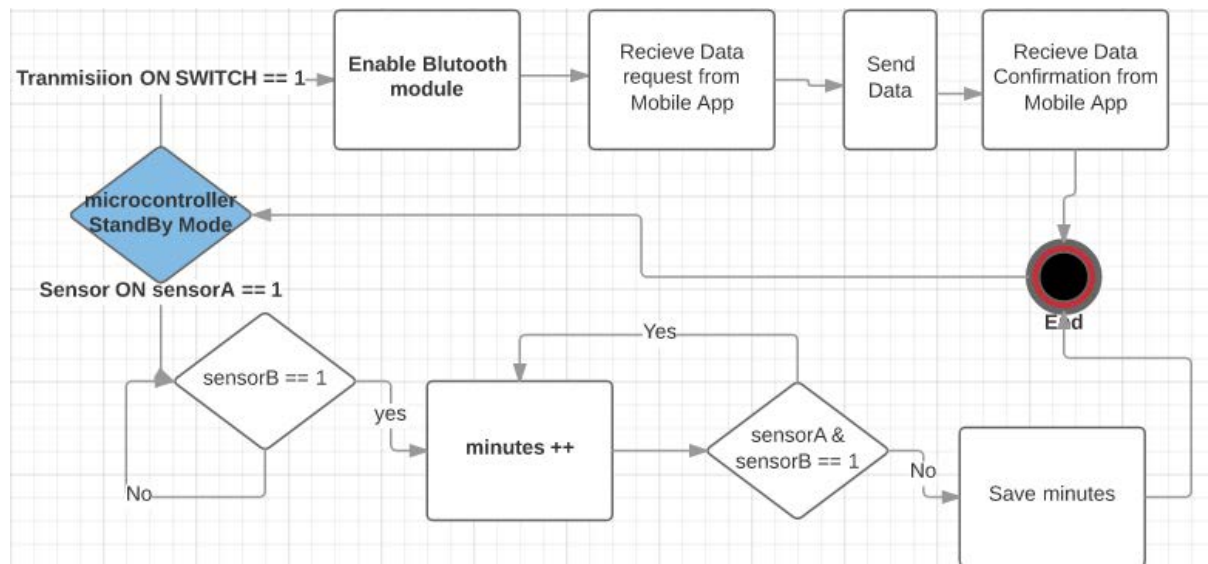 Tranmisiion ON SWITCH == 1
Enable Blutooth
module
Recieve Data
request from
Mobile App
Send
Data
Recieve Data
Confirmation from
Mobile App
microcontroller
StandBy Mode
Sensor ON sensorA == 1
End
sensorB == 1
No
yes
minutes ++
Yes
sensorA &
sensorB == 1
No
Save minutes